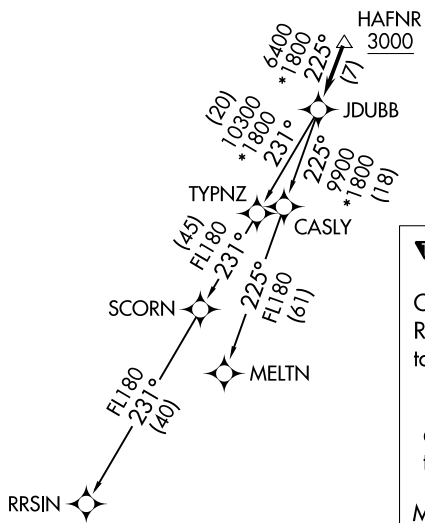 HAFNR
3000
6400
*1800
225°
(7)
JDUBB
(20)
10300
*1800
231°
225°
9900
*1800
(18)
TYPNZ
CASLY
(45)
FL180
231°
225°
FL180
(61)
SCORN
MELTN
FL180
231°
(40)
RRSIN